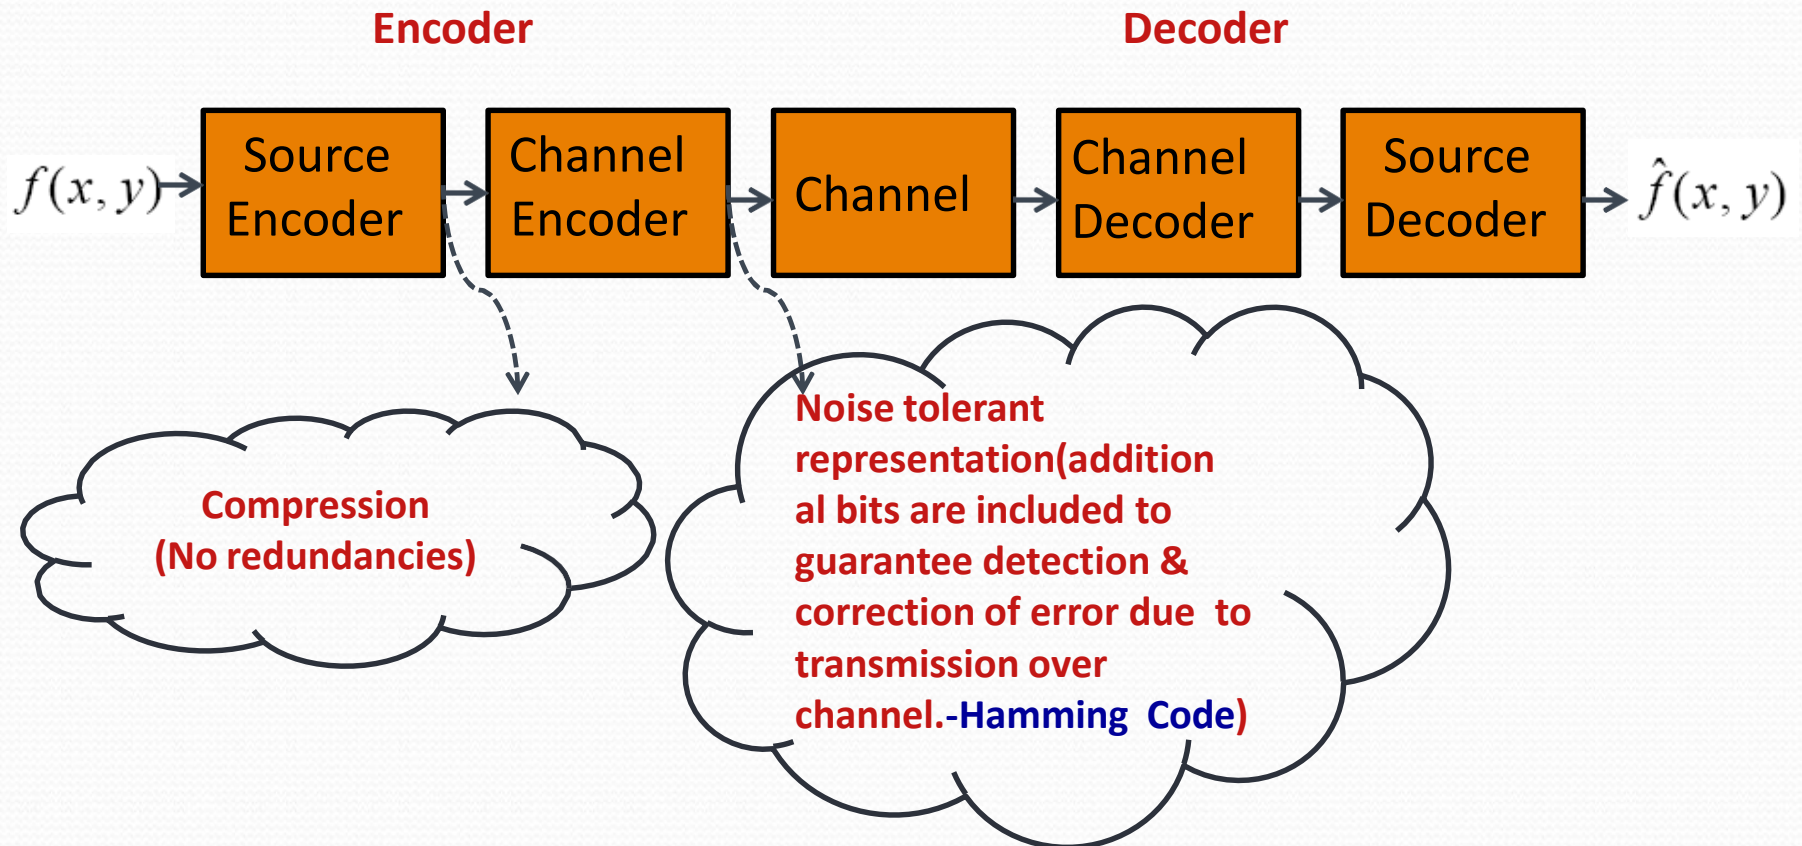 Encoder
Decoder
f(x, y)
Source
Encoder
Channel
Encoder
Channel
Channel
Decoder
Source
Decoder
f̂(x, y)
Compression
(No redundancies)
Noise tolerant
representation(addition
al bits are included to
guarantee detection &
correction of error due  to
transmission over
channel.-Hamming  Code)